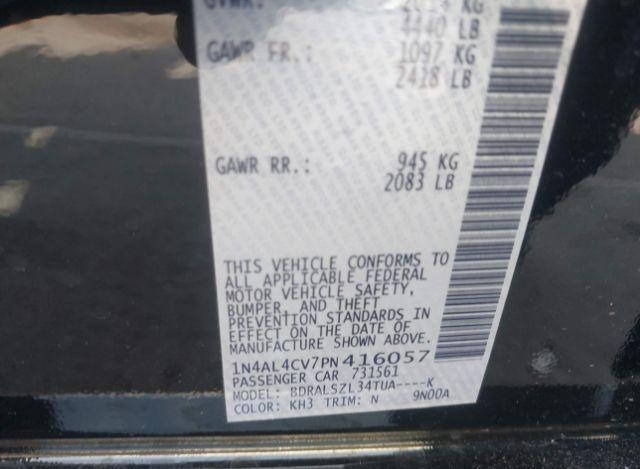 GVWR: KG
4440 LB
GAWR FR.: 1097 KG
2418 LB
GAWR RR.: 945 KG
2083 LB
THIS VEHICLE CONFORMS TO
ALL APPLICABLE FEDERAL
MOTOR VEHICLE SAFETY,
BUMPER, AND THEFT
PREVENTION STANDARDS IN
EFFECT ON THE DATE OF
MANUFACTURE SHOWN ABOVE.
1N4AL4CV7PN416057
PASSENGER CAR 731561
MODEL: BDRALSZL34TUA----K
COLOR: KH3 TRIM: N 9N00A